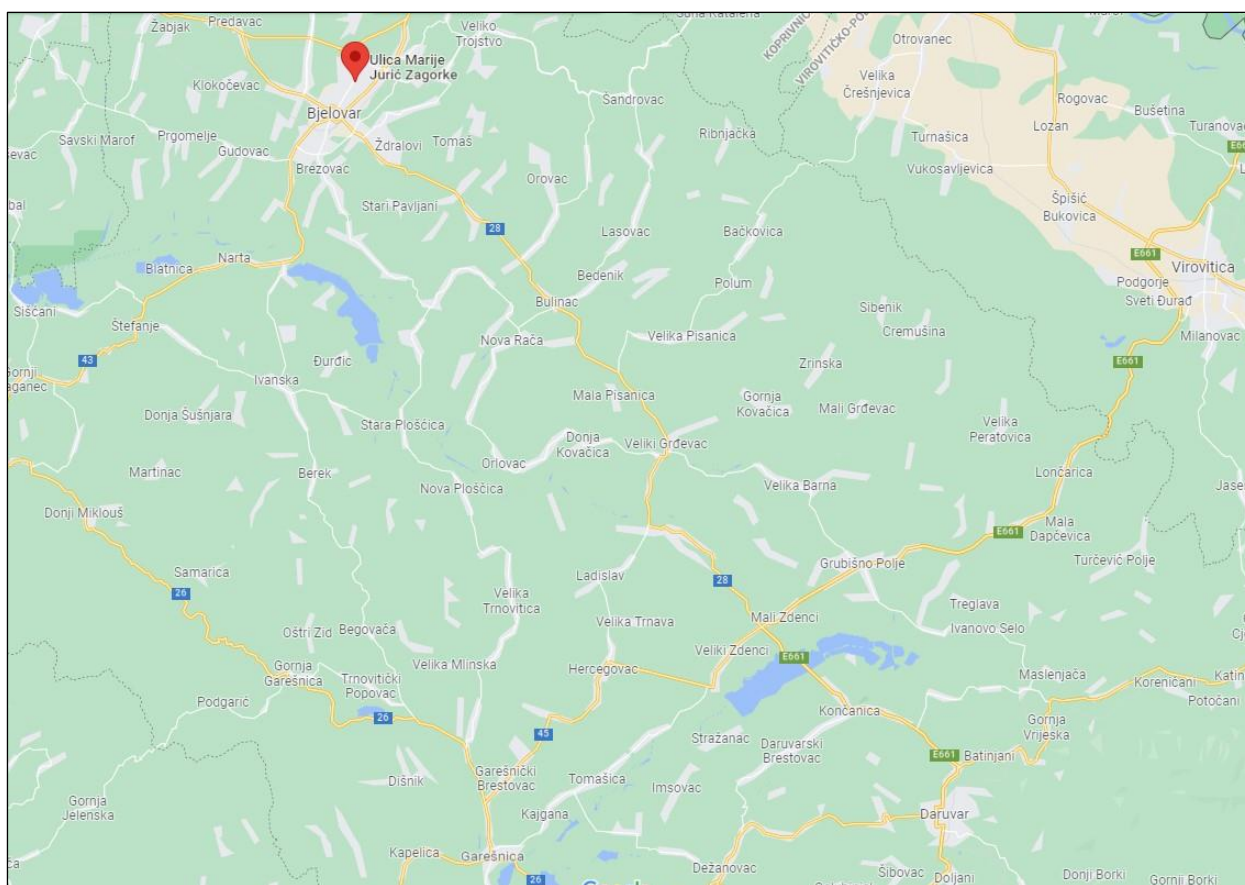 Žabjak
Predavac
Veliko
Trojstvo
KOPRIVNIC
VIROVITIČKO-POD
Otrovanec
Ulica Marije
Jurić Zagorke
Klokočevac
Velika
Črešnjevica
Rogovac
Bušetina
Bjelovar
Šandrovac
Savski Marof
Prgomelje
Ždralovi
Tomaš
Ribnjačka
Turnašica
Lozan
Turanovac
E661
Gudovac
Brezovac
Orovac
Vukosavljevica
Stari Pavljani
Špišić
Bukovica
28
Lasovac
Bačkovica
Narta
Blatnica
E661
Virovitica
Bedenik
Polum
Podgorje
Sveti Đurađ
Sišćani
Štefanje
Bulinac
Sibenik
Cremušina
Nova Rača
Velika Pisanica
Milanovac
43
Gornji
Đurđic
Zrinska
E661
Ivanska
Mala Pisanica
Gornja
Kovačica
Mali Grđevac
Donja Šušnjara
Stara Ploščica
Velika
Peratovica
Donja
Kovačica
Veliki Grđevac
Martinac
Berek
Orlovac
Lončarica
Nova Ploščica
Velika Barna
Donji Miklouš
E661
Mala
Dapčevica
Turčević Polje
Samarica
Ladislav
28
Grubišno Polje
26
Velika
Trnovitica
Treglava
Oštri Zid
Begovača
Velika Trnava
Mali Zdenci
Ivanovo Selo
Gornja
Garešnica
Velika Mlinska
Veliki Zdenci
E661
Hercegovac
Trnovitički
Popovac
Maslenjača
Koreničani
Potočani
Podgarić
26
Končanica
45
Stražanac
Daruvarski
Brestovac
Gornja
Vrijeska
E661
Batinjani
Dišnik
Garešnički
Brestovac
Tomašica
Imsovac
Gornja
Jelenska
Kajgana
Daruvar
Kapelica
Garešnica
Dežanovac
26
Šibovac
Doljani
Donji Borki
Gornji Borki